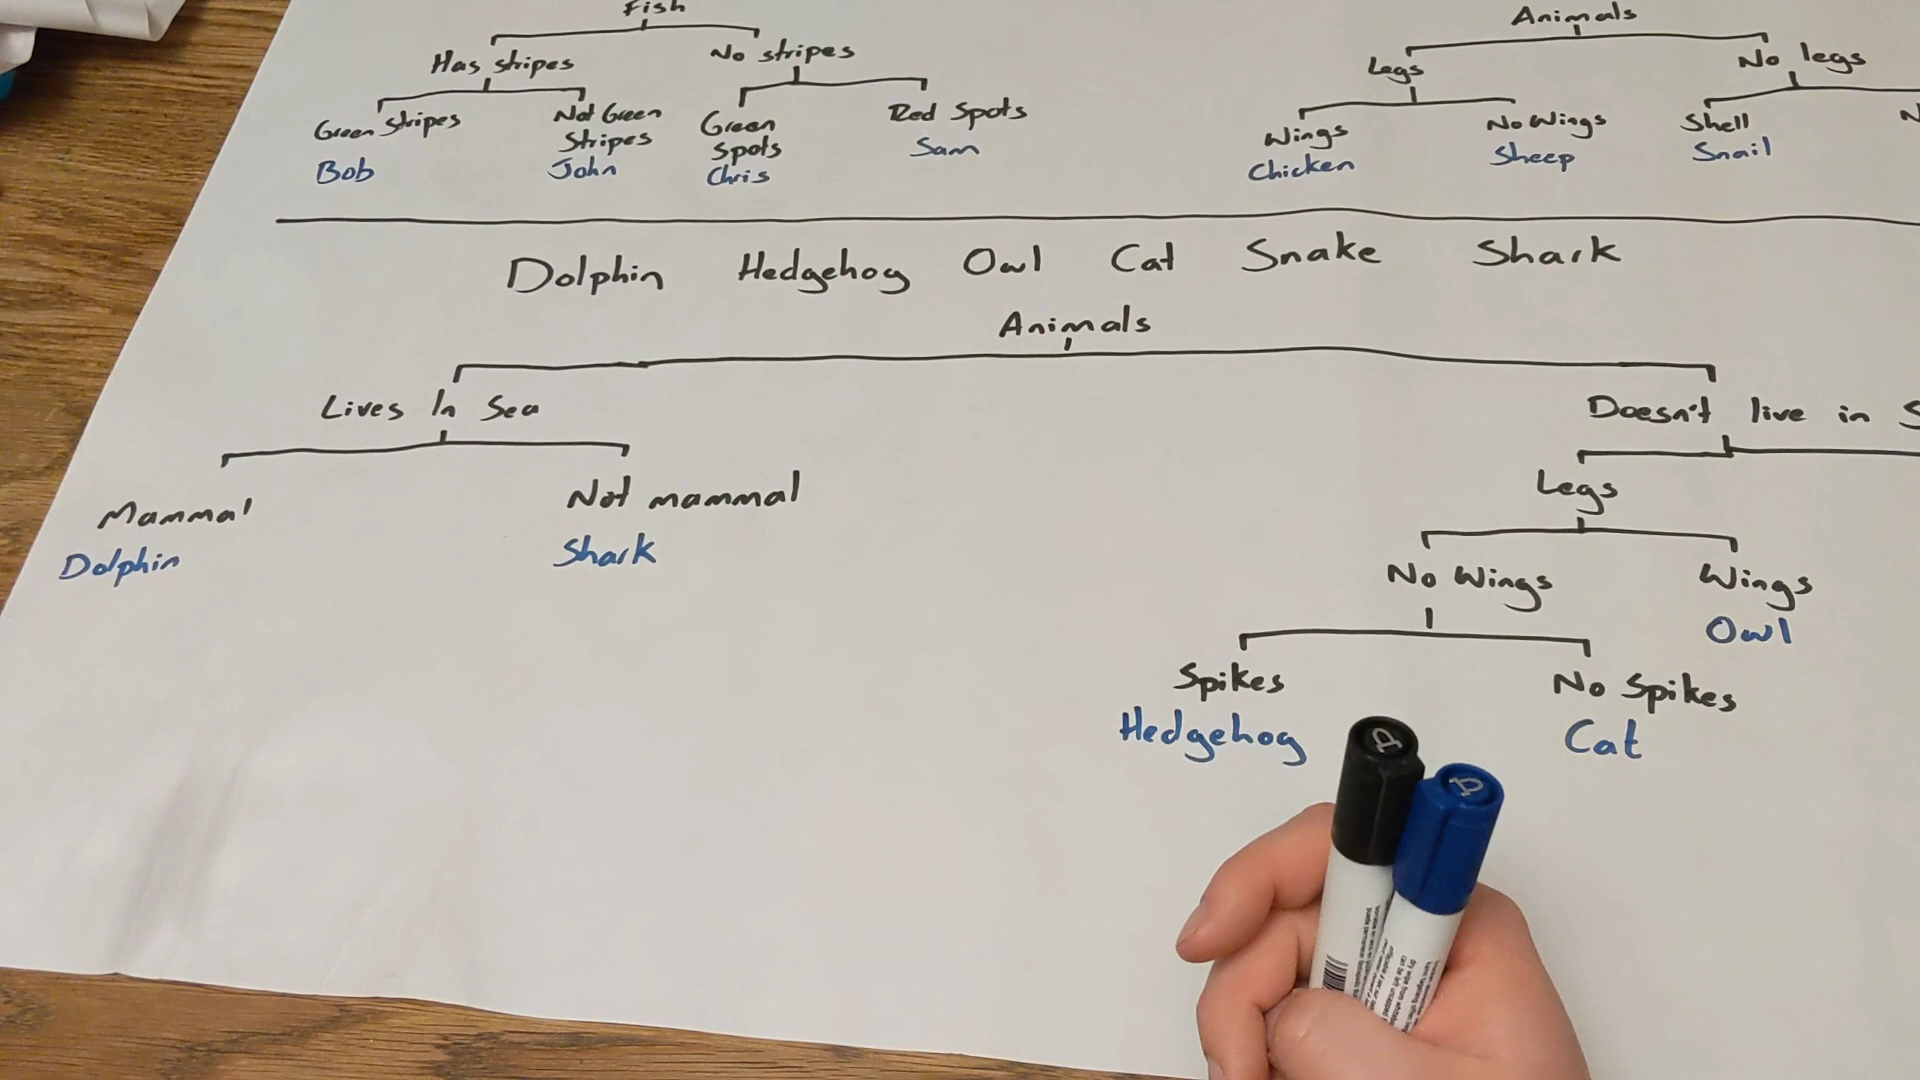 Fish
Has stripes
No stripes
Green Stripes
Bob
Not Green
Stripes
John
Green
Spots
Chris
Red Spots
Sam
Animals
Legs
No legs
Wings
Chicken
No Wings
Sheep
Shell
Snail
N
Dolphin Hedgehog Owl Cat Snake Shark
Animals
Lives In Sea
Doesn't live in S
Mammal
Dolphin
Not mammal
Shark
Legs
No Wings
Wings
Owl
Spikes
Hedgehog
No Spikes
Cat